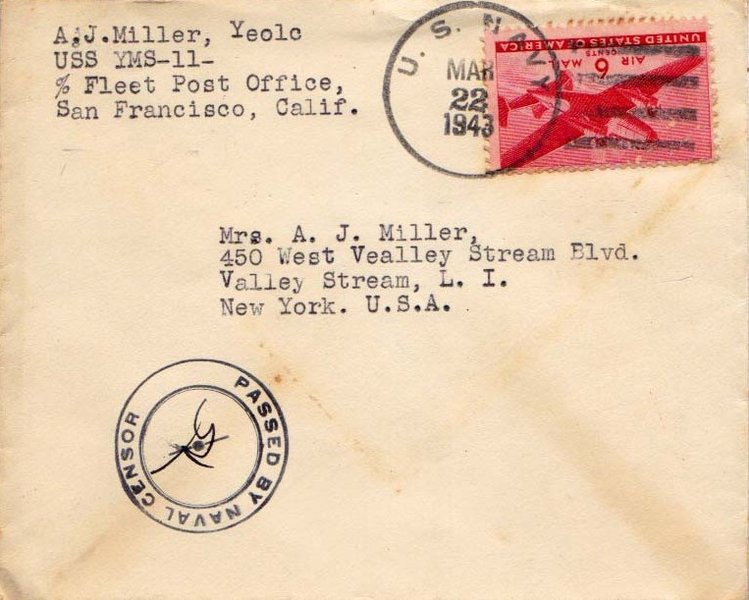 A.J.Miller, Yeolc
USS YMS-11-
℅ Fleet Post Office,
San Francisco, Calif.
U. S. NAVY
MAR
22
1943
UNITED STATES OF AMERICA
AIR 6 MAIL
CENTS
Mrs. A. J. Miller,
450 West Vealley Stream Blvd.
Valley Stream, L. I.
New York. U.S.A.
PASSED BY NAVAL CENSOR